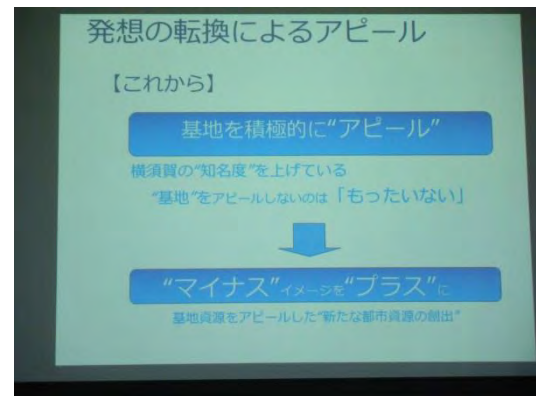 発想の転換によるアピール
【これから】
基地を積極的に“アピール”
横須賀の“知名度”を上げている
“基地”をアピールしないのは「もったいない」
“マイナス”イメージを“プラス”に
基地資源をアピールした“新たな都市資源の創出”